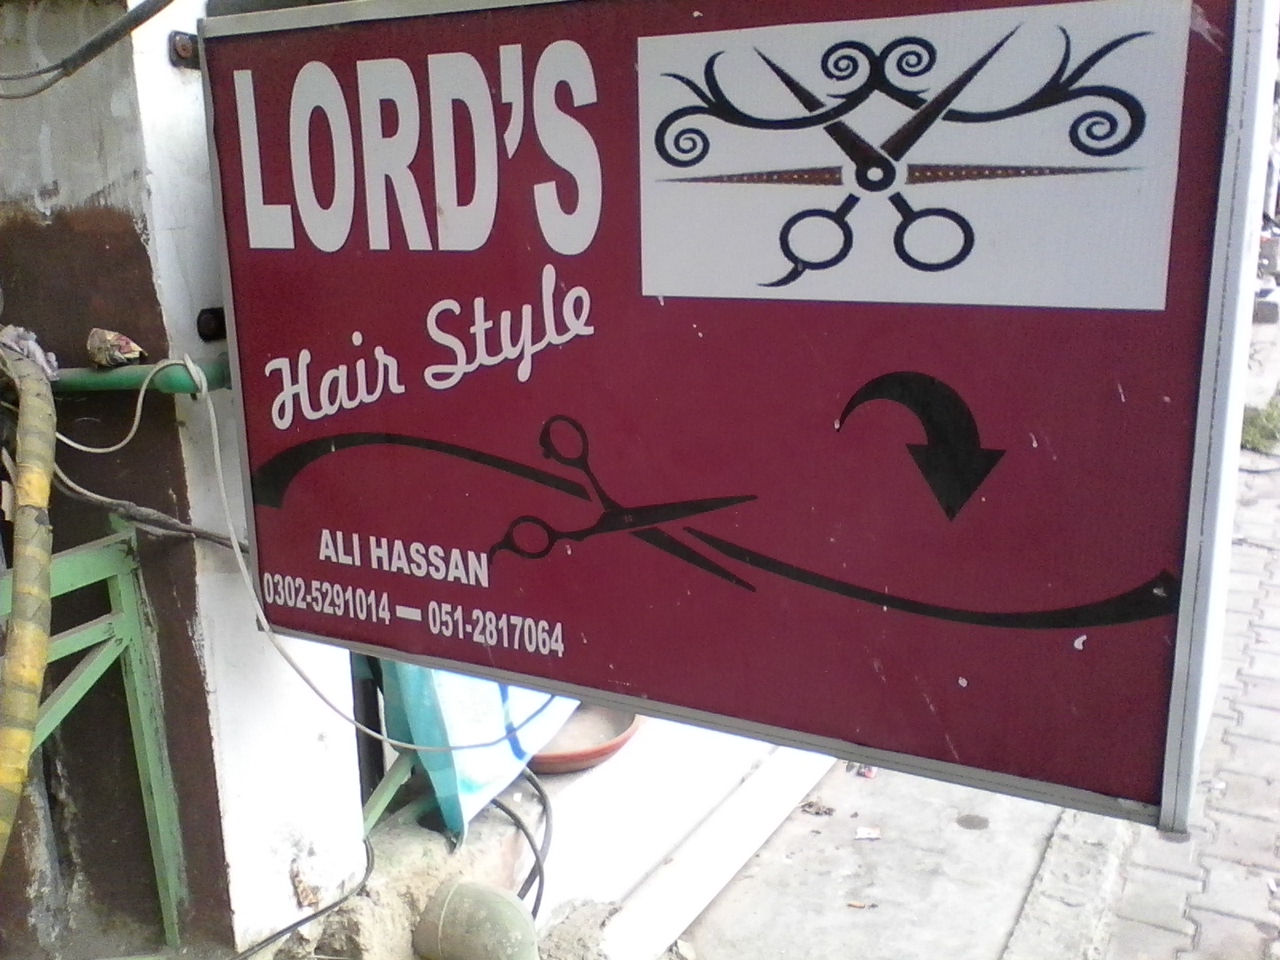 LORD'S
Hair Style
ALI HASSAN
0302-5291014 — 051-2817064